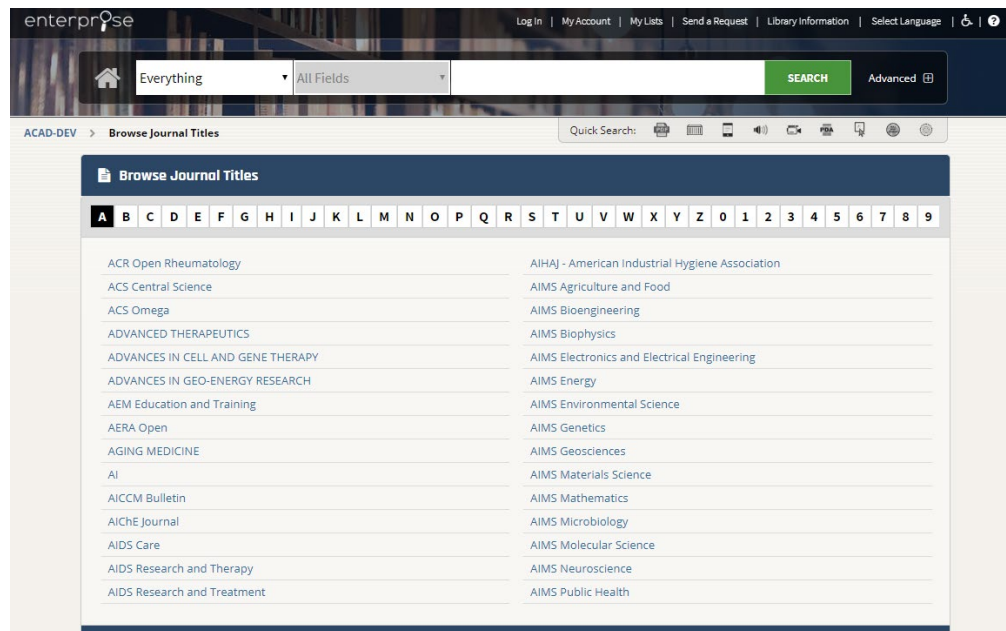 enterprise
Log In | My Account | My Lists | Send a Request | Library Information | Select Language | ?
Everything All Fields SEARCH Advanced
ACAD-DEV > Browse Journal Titles Quick Search: PDA
Browse Journal Titles
A B C D E F G H I J K L M N O P Q R S T U V W X Y Z 0 1 2 3 4 5 6 7 8 9
ACR Open Rheumatology
ACS Central Science
ACS Omega
ADVANCED THERAPEUTICS
ADVANCES IN CELL AND GENE THERAPY
ADVANCES IN GEO-ENERGY RESEARCH
AEM Education and Training
AERA Open
AGING MEDICINE
AI
AICCM Bulletin
AIChE Journal
AIDS Care
AIDS Research and Therapy
AIDS Research and Treatment
AIHAJ - American Industrial Hygiene Association
AIMS Agriculture and Food
AIMS Bioengineering
AIMS Biophysics
AIMS Electronics and Electrical Engineering
AIMS Energy
AIMS Environmental Science
AIMS Genetics
AIMS Geosciences
AIMS Materials Science
AIMS Mathematics
AIMS Microbiology
AIMS Molecular Science
AIMS Neuroscience
AIMS Public Health